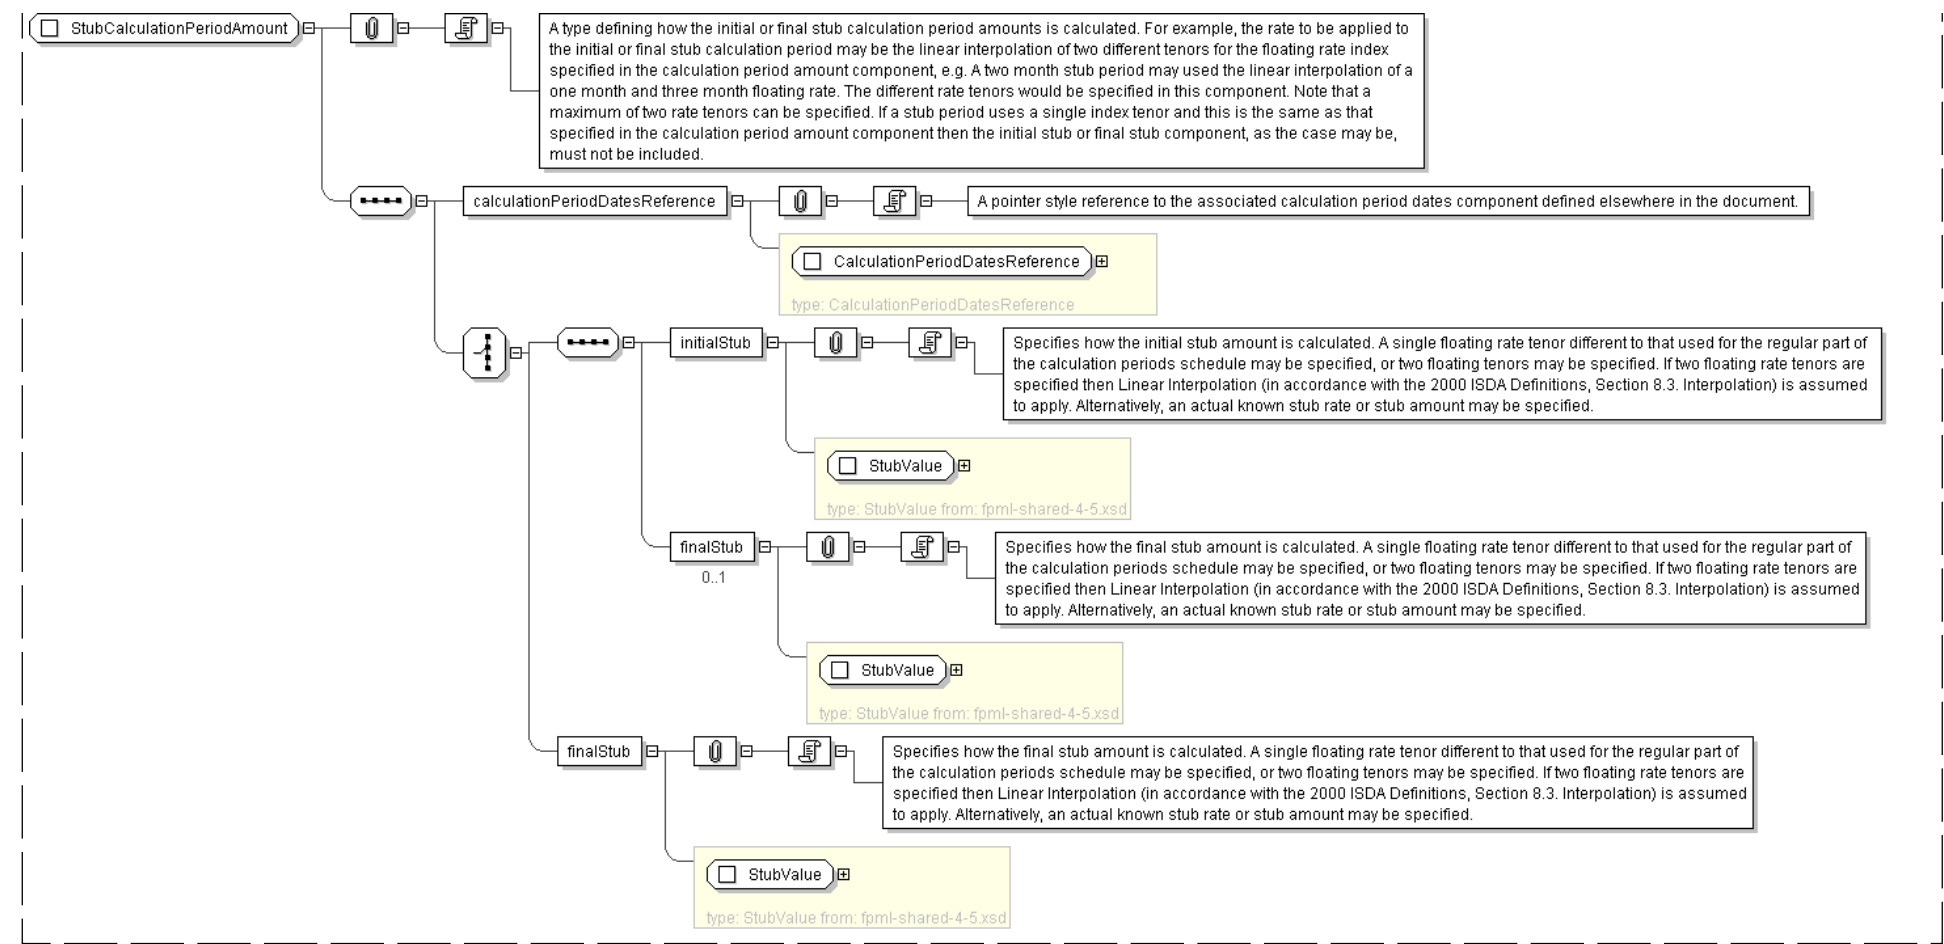 StubCalculationPeriodAmount
A type defining how the initial or final stub calculation period amounts is calculated. For example, the rate to be applied to
the initial or final stub calculation period may be the linear interpolation of two different tenors for the floating rate index
specified in the calculation period amount component, e.g. A two month stub period may used the linear interpolation of a
one month and three month floating rate. The different rate tenors would be specified in this component. Note that a
maximum of two rate tenors can be specified. If a stub period uses a single index tenor and this is the same as that
specified in the calculation period amount component then the initial stub or final stub component, as the case may be,
must not be included.
calculationPeriodDatesReference
A pointer style reference to the associated calculation period dates component defined elsewhere in the document.
CalculationPeriodDatesReference
type: CalculationPeriodDatesReference
initialStub
Specifies how the initial stub amount is calculated. A single floating rate tenor different to that used for the regular part of
the calculation periods schedule may be specified, or two floating tenors may be specified. If two floating rate tenors are
specified then Linear Interpolation (in accordance with the 2000 ISDA Definitions, Section 8.3. Interpolation) is assumed
to apply. Alternatively, an actual known stub rate or stub amount may be specified.
StubValue
type: StubValue from: fpml-shared-4-5.xsd
finalStub
0..1
Specifies how the final stub amount is calculated. A single floating rate tenor different to that used for the regular part of
the calculation periods schedule may be specified, or two floating tenors may be specified. If two floating rate tenors are
specified then Linear Interpolation (in accordance with the 2000 ISDA Definitions, Section 8.3. Interpolation) is assumed
to apply. Alternatively, an actual known stub rate or stub amount may be specified.
StubValue
type: StubValue from: fpml-shared-4-5.xsd
finalStub
Specifies how the final stub amount is calculated. A single floating rate tenor different to that used for the regular part of
the calculation periods schedule may be specified, or two floating tenors may be specified. If two floating rate tenors are
specified then Linear Interpolation (in accordance with the 2000 ISDA Definitions, Section 8.3. Interpolation) is assumed
to apply. Alternatively, an actual known stub rate or stub amount may be specified.
StubValue
type: StubValue from: fpml-shared-4-5.xsd